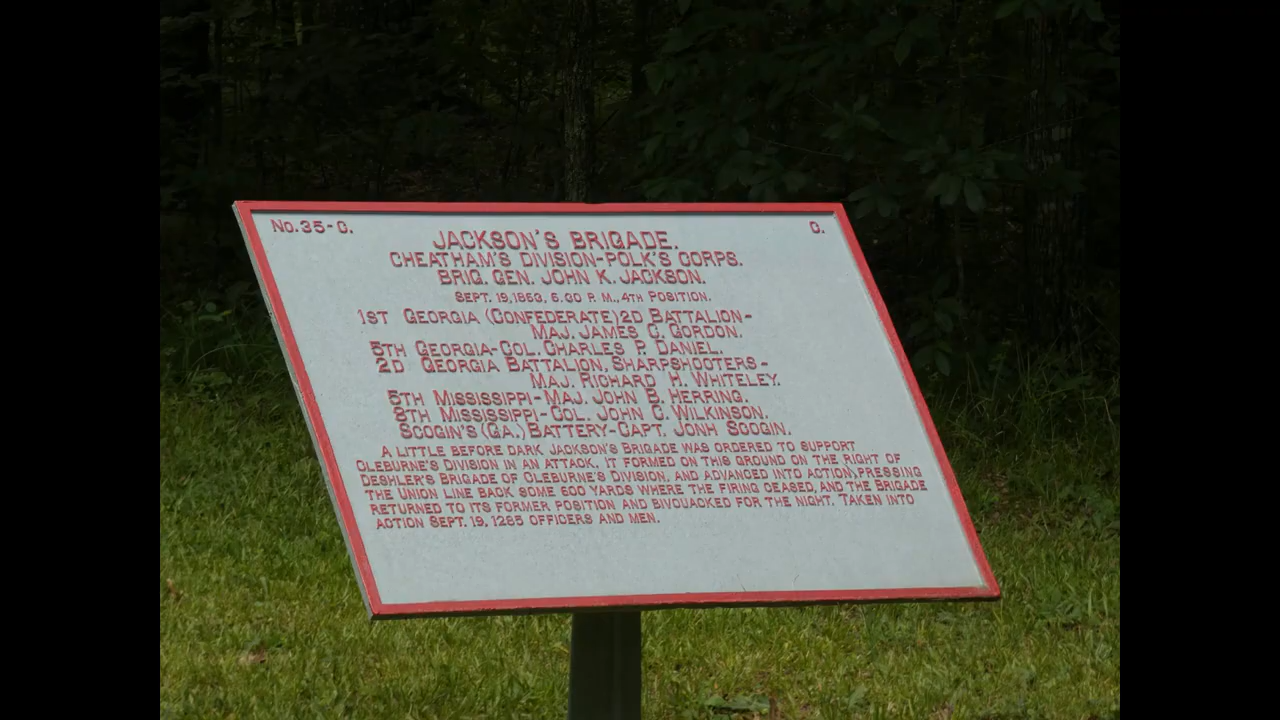 No. 35-C.
C.
JACKSON'S BRIGADE.
CHEATHAM'S DIVISION-POLK'S CORPS.
BRIG. GEN. JOHN K. JACKSON.
SEPT. 19, 1863, 6.00 P. M., 4TH POSITION.
1ST GEORGIA (CONFEDERATE) 2D BATTALION-
MAJ. JAMES C. GORDON.
5TH GEORGIA-COL. CHARLES P. DANIEL.
2D GEORGIA BATTALION, SHARPSHOOTERS-
MAJ. RICHARD H. WHITELEY.
5TH MISSISSIPPI-MAJ. JOHN B. HERRING.
8TH MISSISSIPPI-COL. JOHN C. WILKINSON.
SCOGIN'S (GA.) BATTERY-CAPT. JONH SCOGIN.
A LITTLE BEFORE DARK JACKSON'S BRIGADE WAS ORDERED TO SUPPORT
CLEBURNE'S DIVISION IN AN ATTACK. IT FORMED ON THIS GROUND ON THE RIGHT OF
DESHLER'S BRIGADE OF CLEBURNE'S DIVISION, AND ADVANCED INTO ACTION, PRESSING
THE UNION LINE BACK SOME 600 YARDS WHERE THE FIRING CEASED, AND THE BRIGADE
RETURNED TO ITS FORMER POSITION AND BIVOUACKED FOR THE NIGHT. TAKEN INTO
ACTION SEPT. 19, 1285 OFFICERS AND MEN.